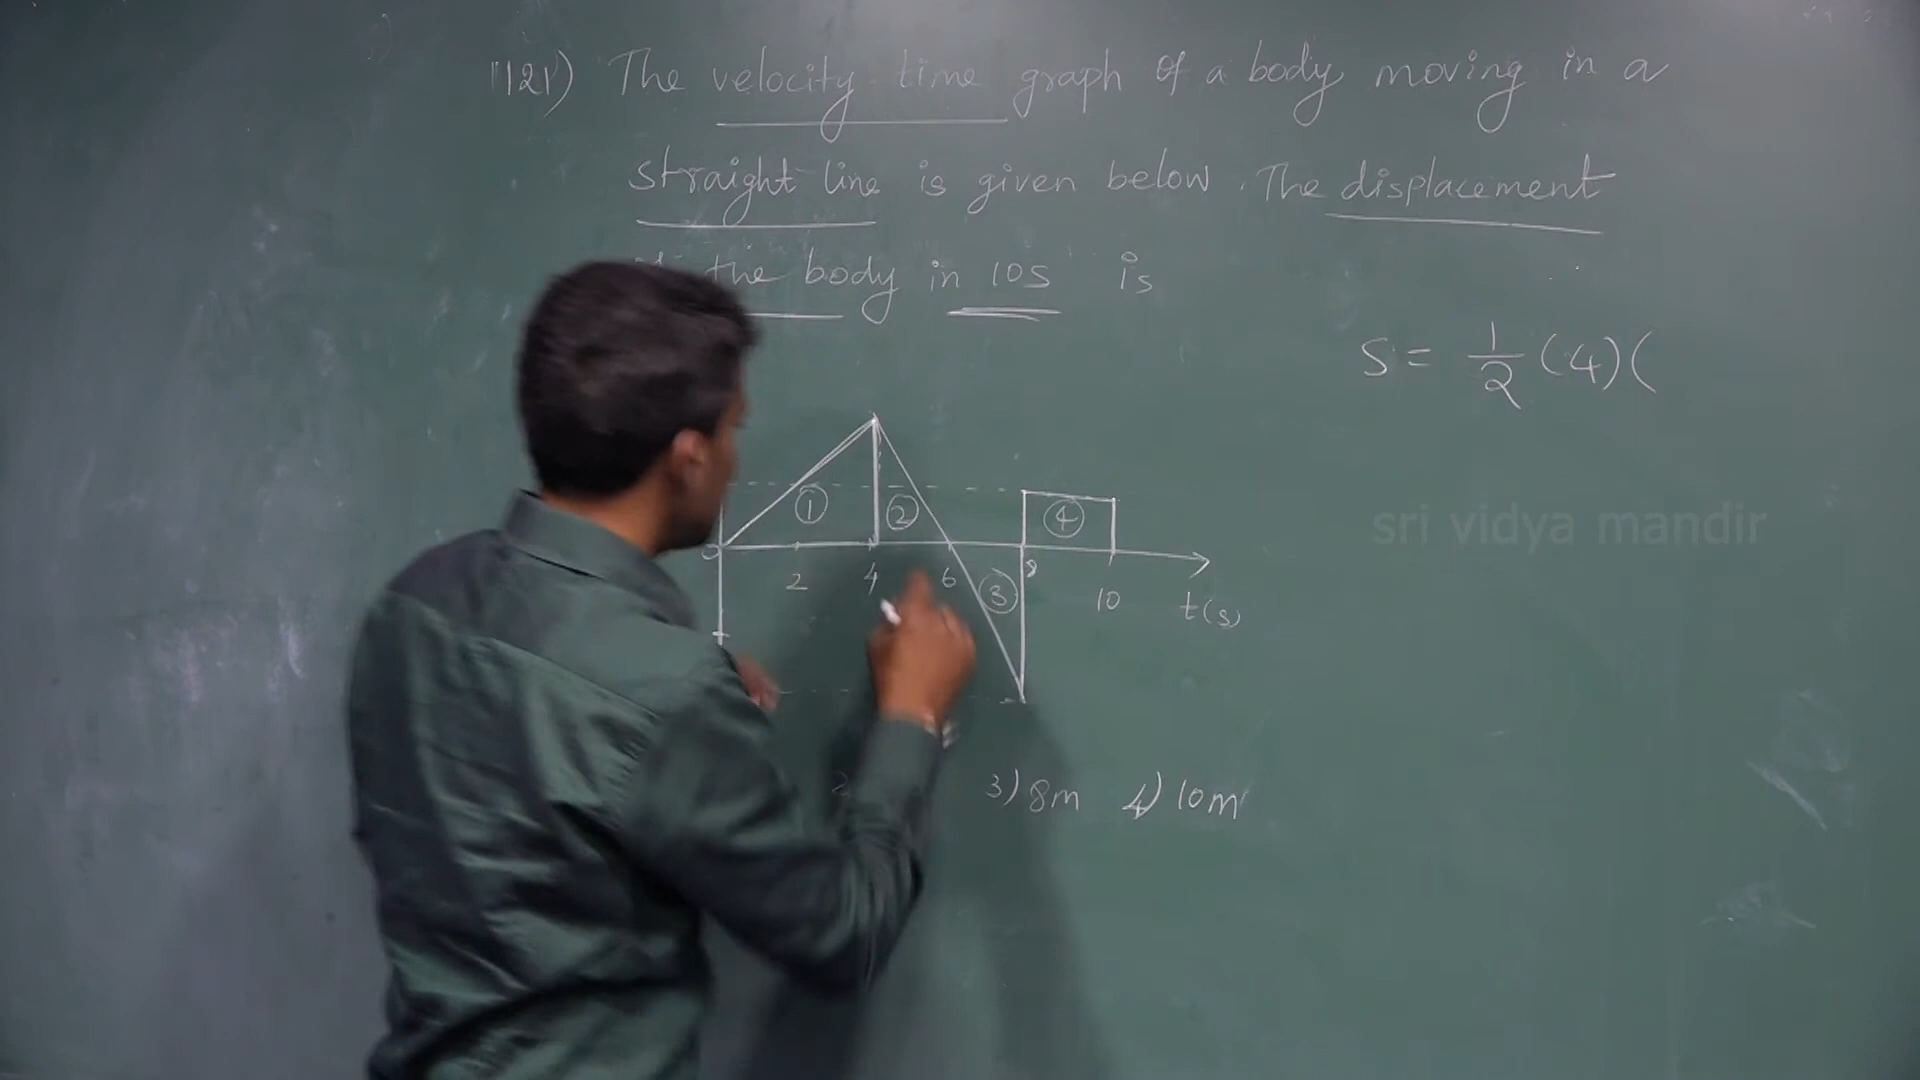 121) The velocity-time graph of a body moving in a
straight line is given below. The displacement
the body in 10s is
S = 1/2 (4)(
① ② ④
0 2 4 6 8 10 t(s)
③
3) 8m 4) 10m
sri vidya mandir